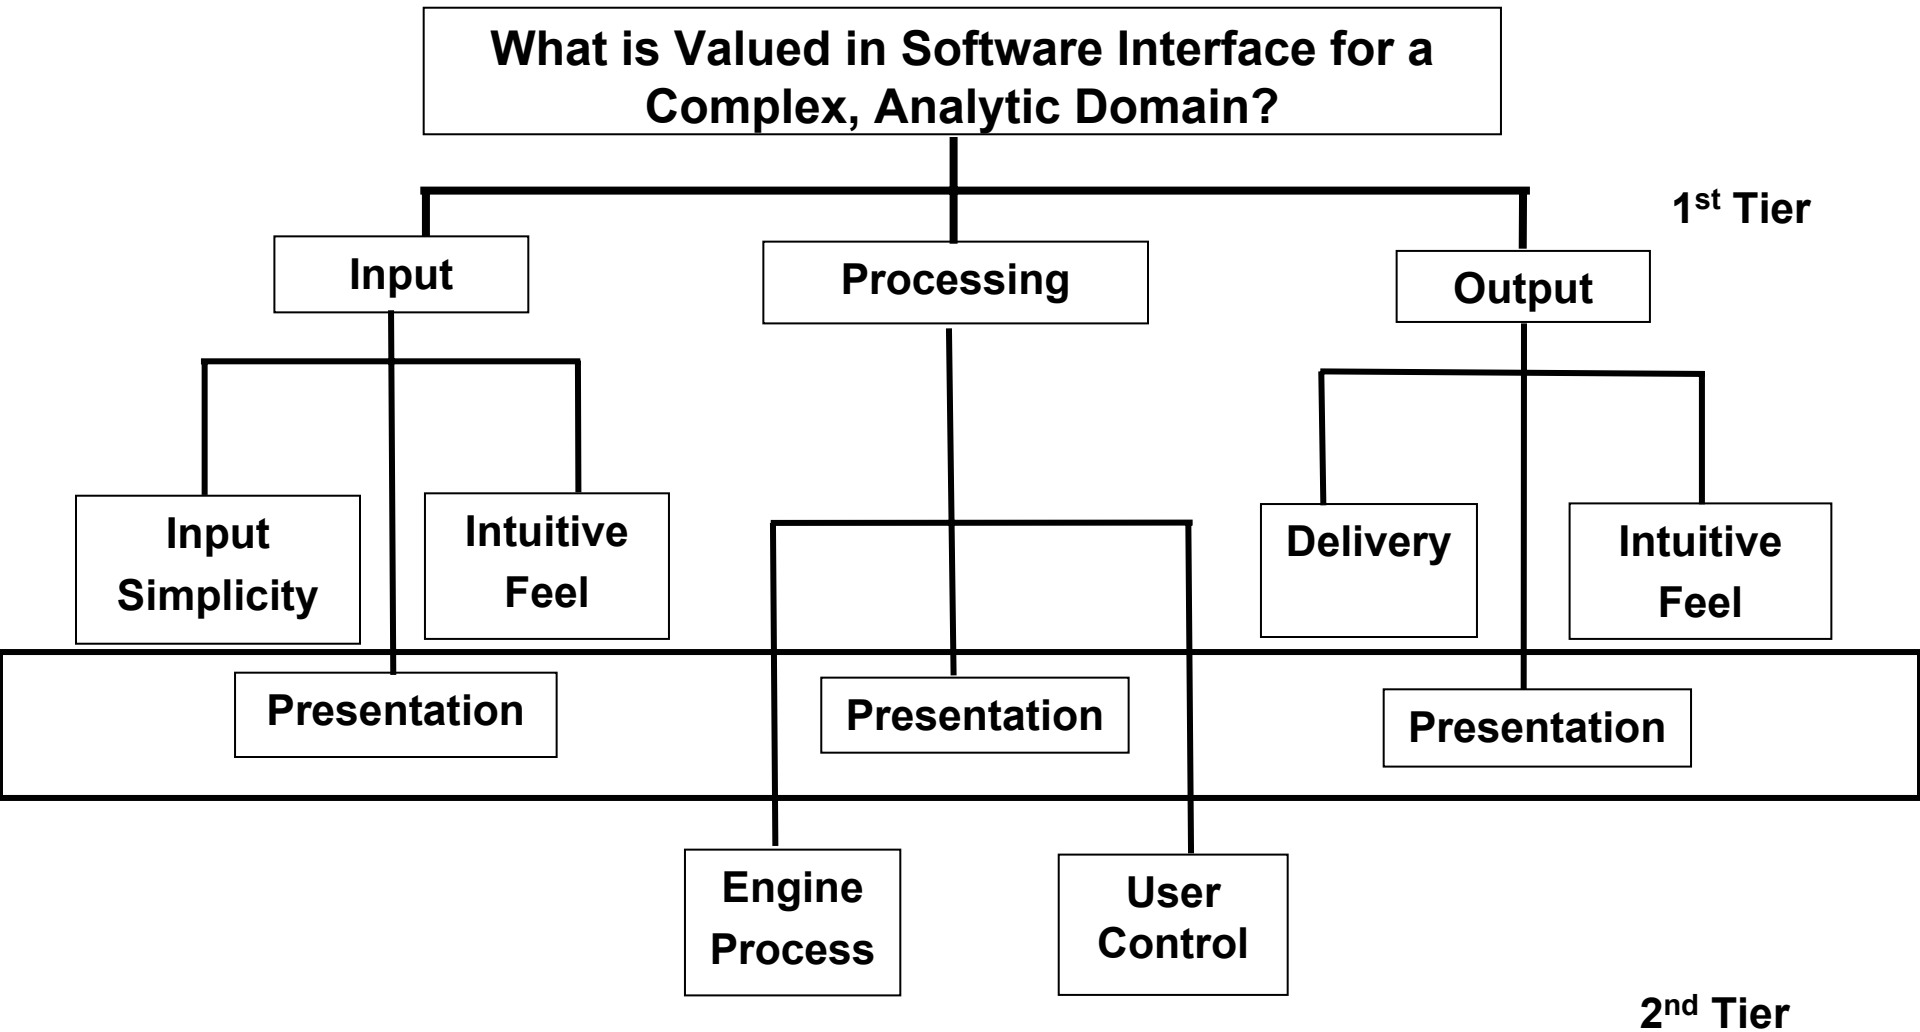 What is Valued in Software Interface for a
Complex, Analytic Domain?
1st Tier
Input
Processing
Output
Input
Simplicity
Intuitive
Feel
Delivery
Intuitive
Feel
Presentation
Presentation
Presentation
Engine
Process
User
Control
2nd Tier